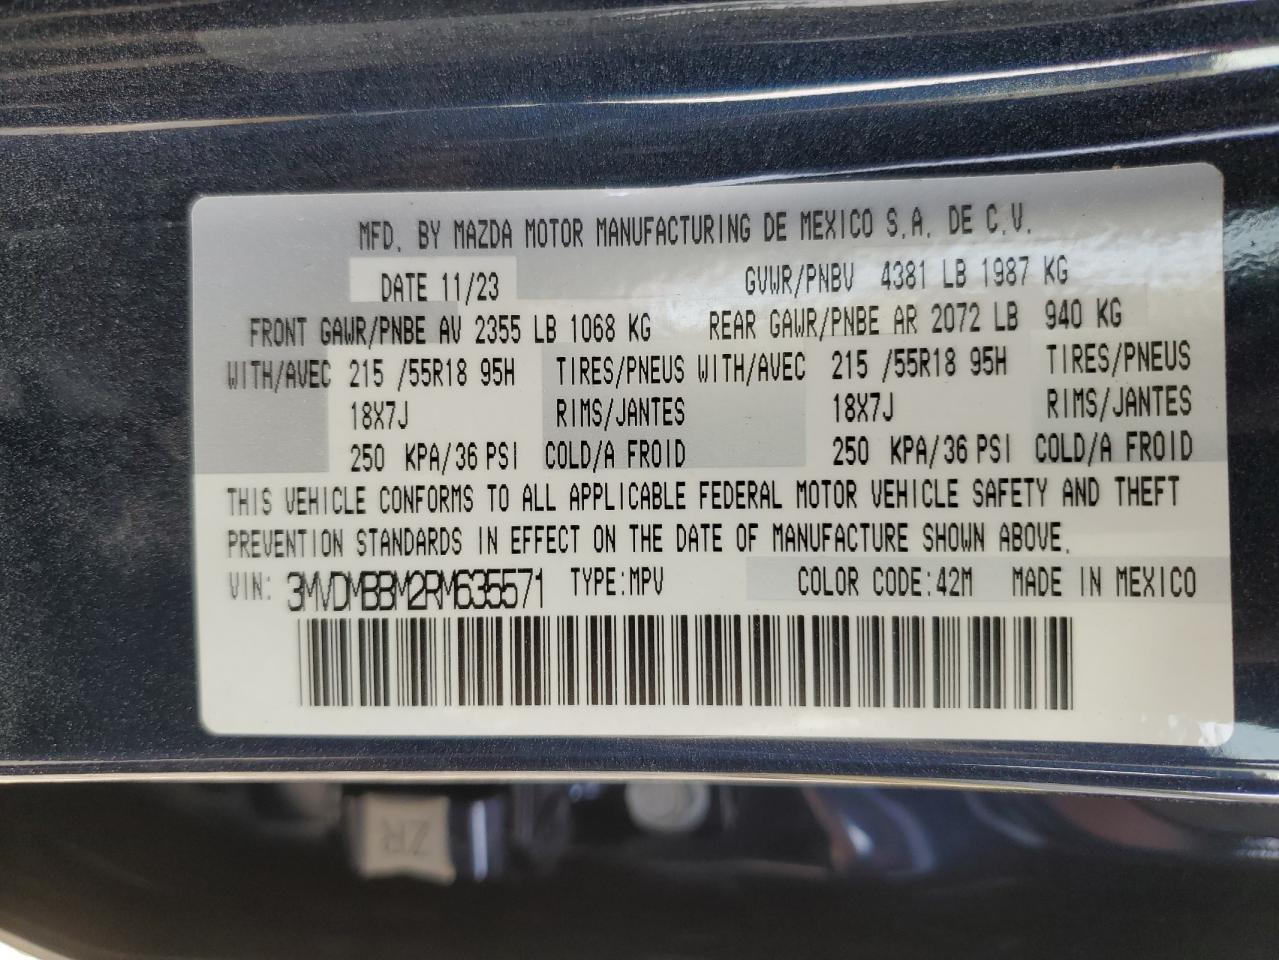 MFD. BY MAZDA MOTOR MANUFACTURING DE MEXICO S.A. DE C.V.
DATE 11/23 GVWR/PNBV 4381 LB 1987 KG
FRONT GAWR/PNBE AV 2355 LB 1068 KG REAR GAWR/PNBE AR 2072 LB 940 KG
WITH/AVEC 215 /55R18 95H TIRES/PNEUS WITH/AVEC 215 /55R18 95H TIRES/PNEUS
18X7J RIMS/JANTES 18X7J RIMS/JANTES
250 KPA/36 PSI COLD/A FROID 250 KPA/36 PSI COLD/A FROID
THIS VEHICLE CONFORMS TO ALL APPLICABLE FEDERAL MOTOR VEHICLE SAFETY AND THEFT
PREVENTION STANDARDS IN EFFECT ON THE DATE OF MANUFACTURE SHOWN ABOVE.
VIN: 3MVDMBBM2RM635571 TYPE:MPV COLOR CODE:42M MADE IN MEXICO
ZR